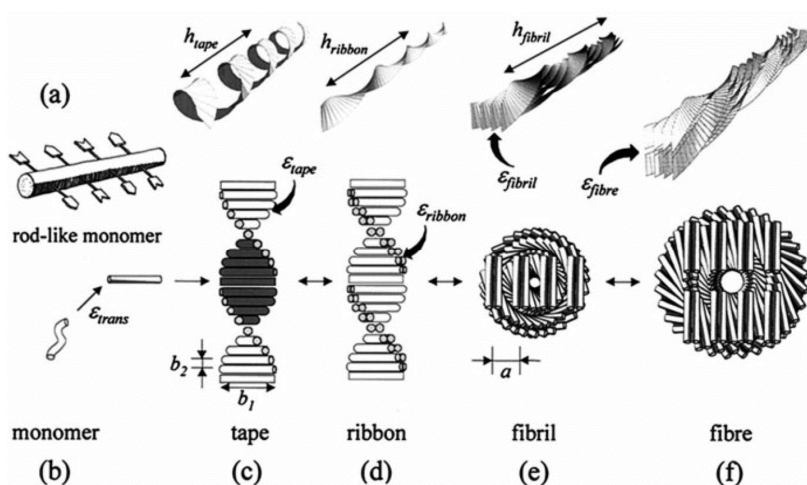 h_tape
h_ribbon
h_fibril
(a)
ε_tape
ε_fibril
ε_fibre
rod-like monomer
ε_ribbon
ε_trans
b_2
b_1
a
monomer
tape
ribbon
fibril
fibre
(b)
(c)
(d)
(e)
(f)